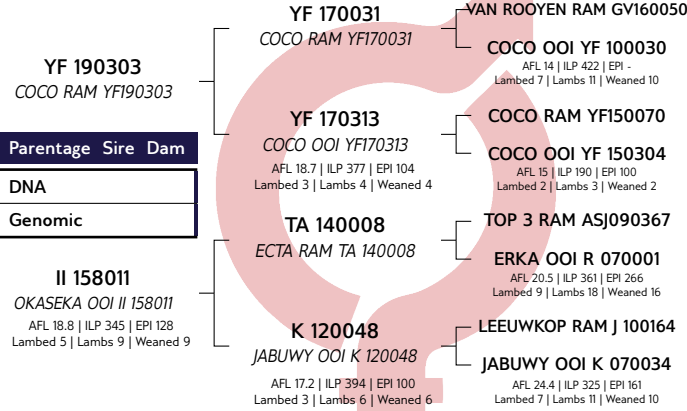 YF 190303
COCO RAM YF190303
Parentage Sire Dam
DNA
Genomic
II 158011
OKASEKA OOI II 158011
AFL 18.8 | ILP 345 | EPI 128
Lambed 5 | Lambs 9 | Weaned 9
YF 170031
COCO RAM YF170031
YF 170313
COCO OOI YF170313
AFL 18.7 | ILP 377 | EPI 104
Lambed 3 | Lambs 4 | Weaned 4
TA 140008
ECTA RAM TA 140008
K 120048
JABUWY OOI K 120048
AFL 17.2 | ILP 394 | EPI 100
Lambed 3 | Lambs 6 | Weaned 6
VAN ROOYEN RAM GV160050
COCO OOI YF 100030
AFL 14 | ILP 422 | EPI -
Lambed 7 | Lambs 11 | Weaned 10
COCO RAM YF150070
COCO OOI YF 150304
AFL 15 | ILP 190 | EPI 100
Lambed 2 | Lambs 3 | Weaned 2
TOP 3 RAM ASJ090367
ERKA OOI R 070001
AFL 20.5 | ILP 361 | EPI 266
Lambed 9 | Lambs 18 | Weaned 16
LEEUWKOP RAM J 100164
JABUWY OOI K 070034
AFL 24.4 | ILP 325 | EPI 161
Lambed 7 | Lambs 11 | Weaned 10